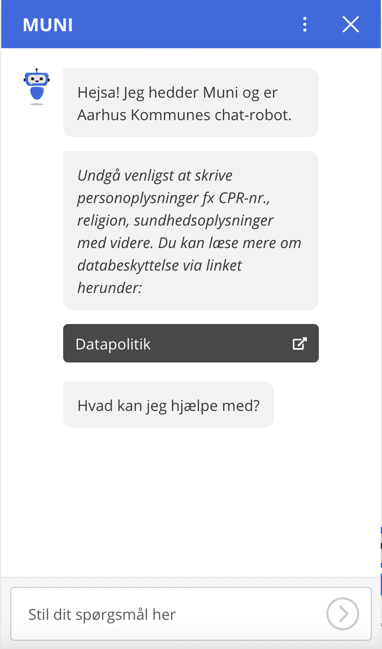 MUNI
Hejsa! Jeg hedder Muni og er
Aarhus Kommunes chat-robot.
Undgå venligst at skrive
personoplysninger fx CPR-nr.,
religion, sundhedsoplysninger
med videre. Du kan læse mere om
databeskyttelse via linket
herunder:
Datapolitik
Hvad kan jeg hjælpe med?
Stil dit spørgsmål her